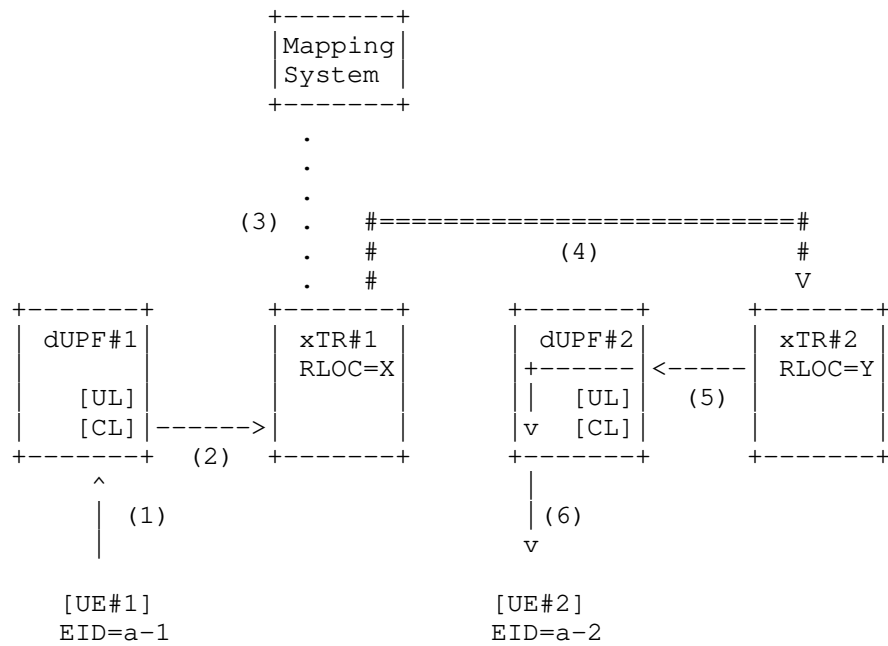 Mapping
System
(3)
(4)
dUPF#1 xTR#1 dUPF#2 xTR#2
RLOC=X RLOC=Y
[UL] [UL] (5)
[CL] [CL]
(2)
(1) (6)
[UE#1] [UE#2]
EID=a-1 EID=a-2